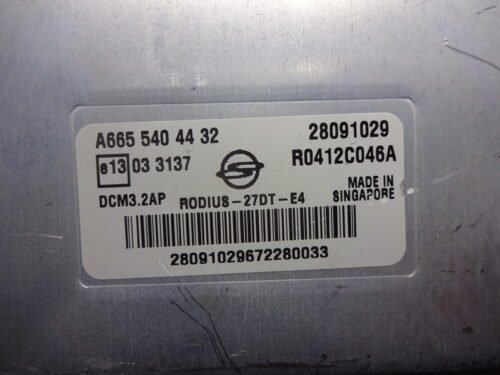 A665 540 44 32 28091029
e13 03 3137 R0412C046A
DCM3.2AP RODIUS-27DT-E4 MADE IN SINGAPORE
28091029672280033